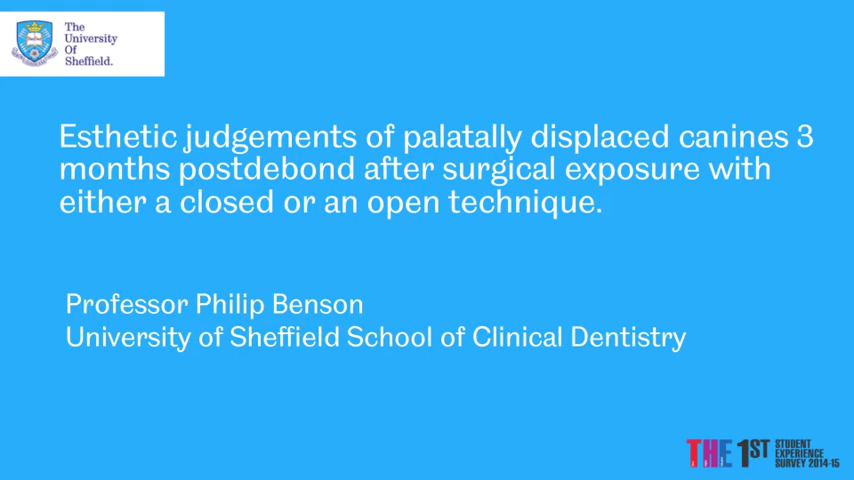 The
University
Of
Sheffield.
Esthetic judgements of palatally displaced canines 3
months postdebond after surgical exposure with
either a closed or an open technique.
Professor Philip Benson
University of Sheffield School of Clinical Dentistry
THE 1ST STUDENT
EXPERIENCE
SURVEY 2014-15